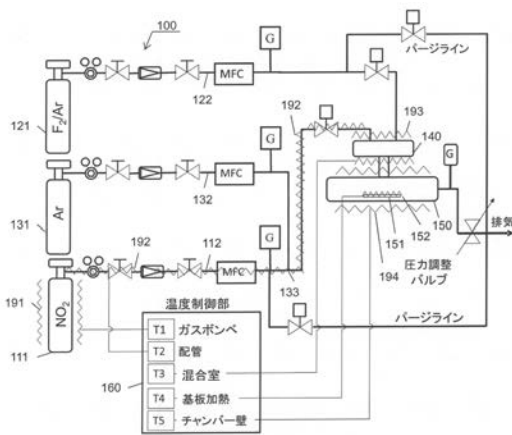 100
G
パージライン
MFC
122
192
193
121
F₂/Ar
140
G
G
MFC
132
150
排気
131
Ar
151
152
192
112
G
圧力調整
バルブ
MFC
133
194
191
NO₂
温度制御部
パージライン
111
T1 ガスボンベ
T2 配管
160
T3 混合室
T4 基板加熱
T5 チャンバー壁